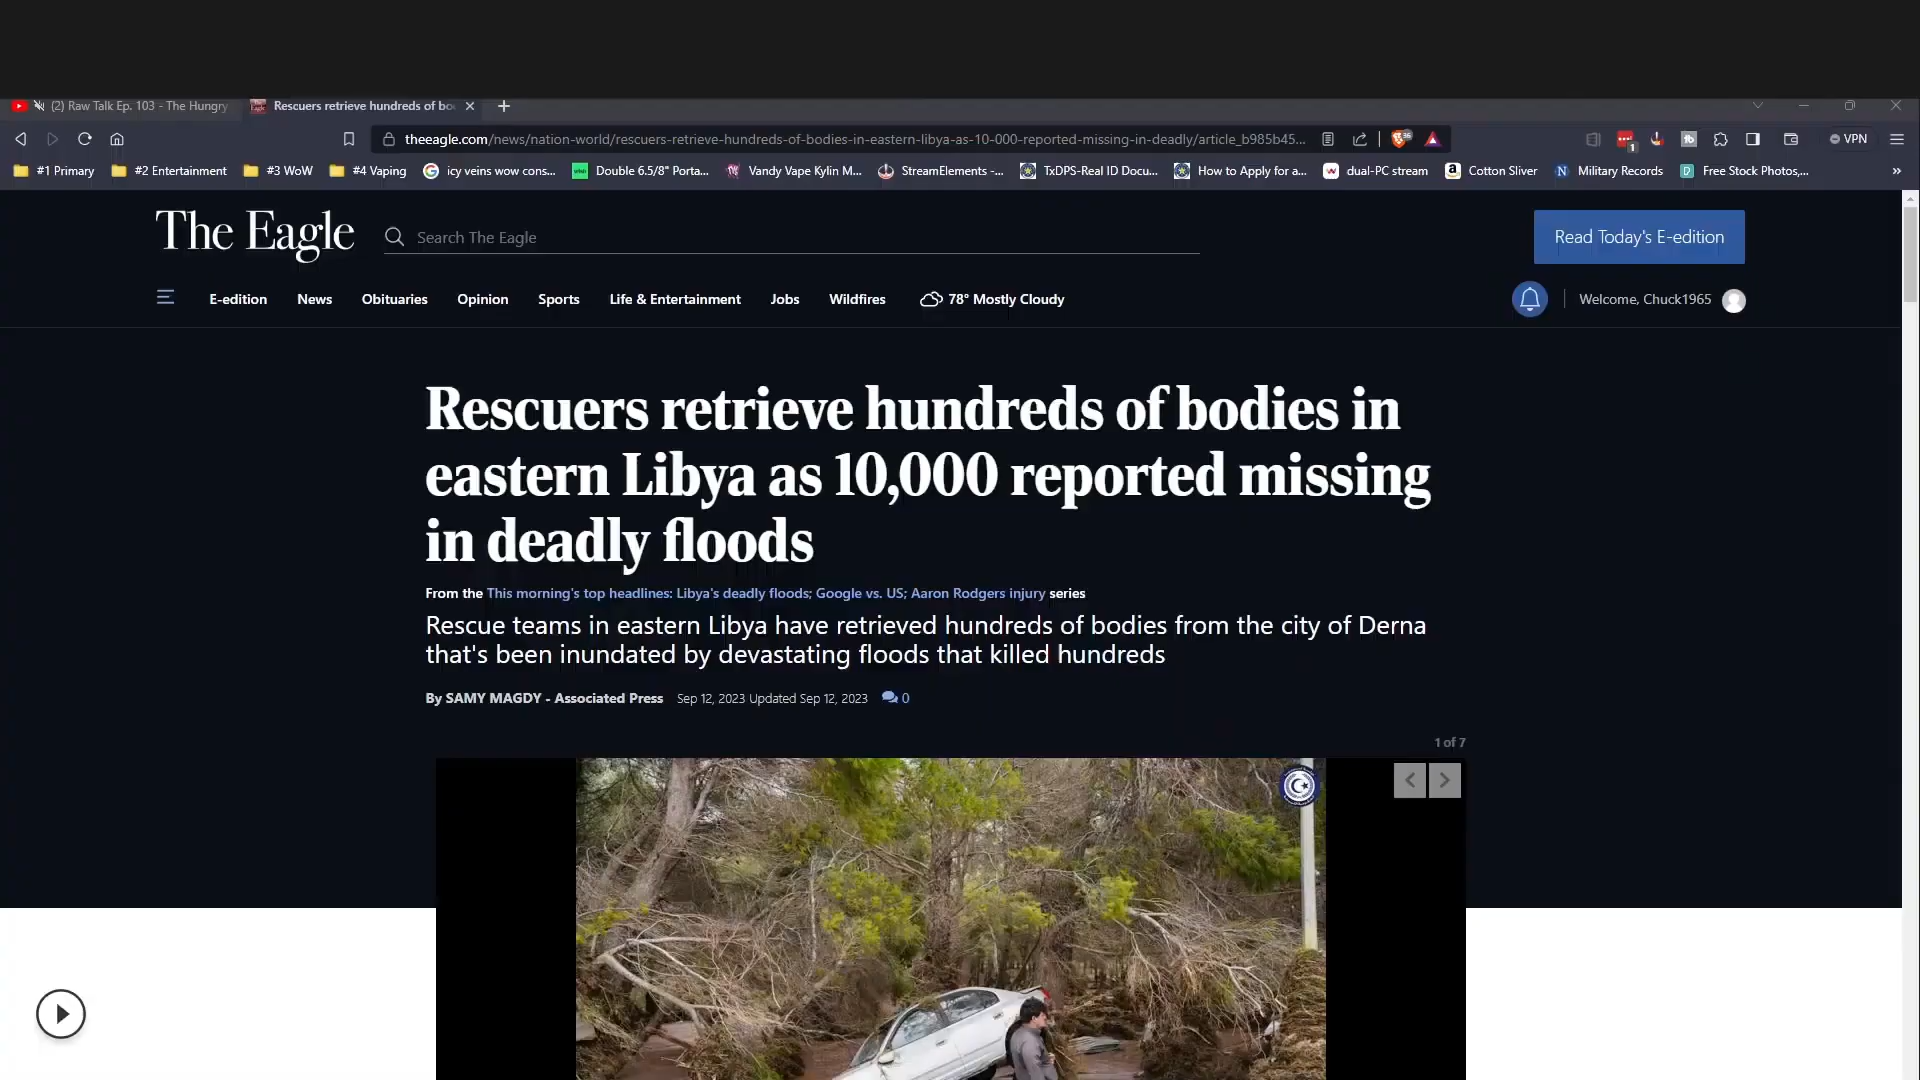 (2) Raw Talk Ep. 103 - The Hungry
Rescuers retrieve hundreds of bo
theeagle.com/news/nation-world/rescuers-retrieve-hundreds-of-bodies-in-eastern-libya-as-10-000-reported-missing-in-deadly/article_b985b45...
36
1
VPN
#1 Primary
#2 Entertainment
#3 WoW
#4 Vaping
icy veins wow cons...
Double 6.5/8" Porta...
Vandy Vape Kylin M...
StreamElements -...
TxDPS-Real ID Docu...
How to Apply for a...
dual-PC stream
Cotton Sliver
Military Records
Free Stock Photos,...
The Eagle
Search The Eagle
Read Today's E-edition
E-edition
News
Obituaries
Opinion
Sports
Life & Entertainment
Jobs
Wildfires
78° Mostly Cloudy
Welcome, Chuck1965
Rescuers retrieve hundreds of bodies in
eastern Libya as 10,000 reported missing
in deadly floods
From the This morning's top headlines: Libya's deadly floods; Google vs. US; Aaron Rodgers injury series
Rescue teams in eastern Libya have retrieved hundreds of bodies from the city of Derna
that's been inundated by devastating floods that killed hundreds
By SAMY MAGDY - Associated Press Sep 12, 2023 Updated Sep 12, 2023 0
1 of 7